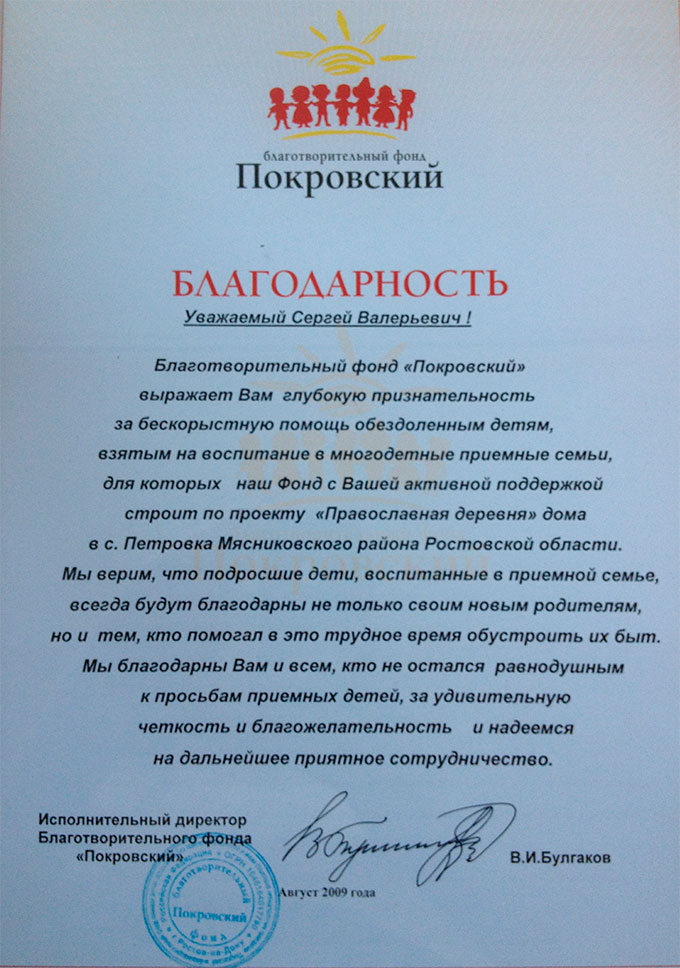 благотворительный фонд
Покровский
БЛАГОДАРНОСТЬ
Уважаемый Сергей Валерьевич !
Благотворительный фонд «Покровский»
выражает Вам глубокую признательность
за бескорыстную помощь обездоленным детям,
взятым на воспитание в многодетные приемные семьи,
для которых наш Фонд с Вашей активной поддержкой
строит по проекту «Православная деревня» дома
в с. Петровка Мясниковского района Ростовской области.
Мы верим, что подросшие дети, воспитанные в приемной семье,
всегда будут благодарны не только своим новым родителям,
но и тем, кто помогал в это трудное время обустроить их быт.
Мы благодарны Вам и всем, кто не остался равнодушным
к просьбам приемных детей, за удивительную
четкость и благожелательность и надеемся
на дальнейшее приятное сотрудничество.
Исполнительный директор
Благотворительного фонда
«Покровский»
В.И.Булгаков
Август 2009 года
благотворительный
Покровский
фонд
г. Ростов-на-Дону